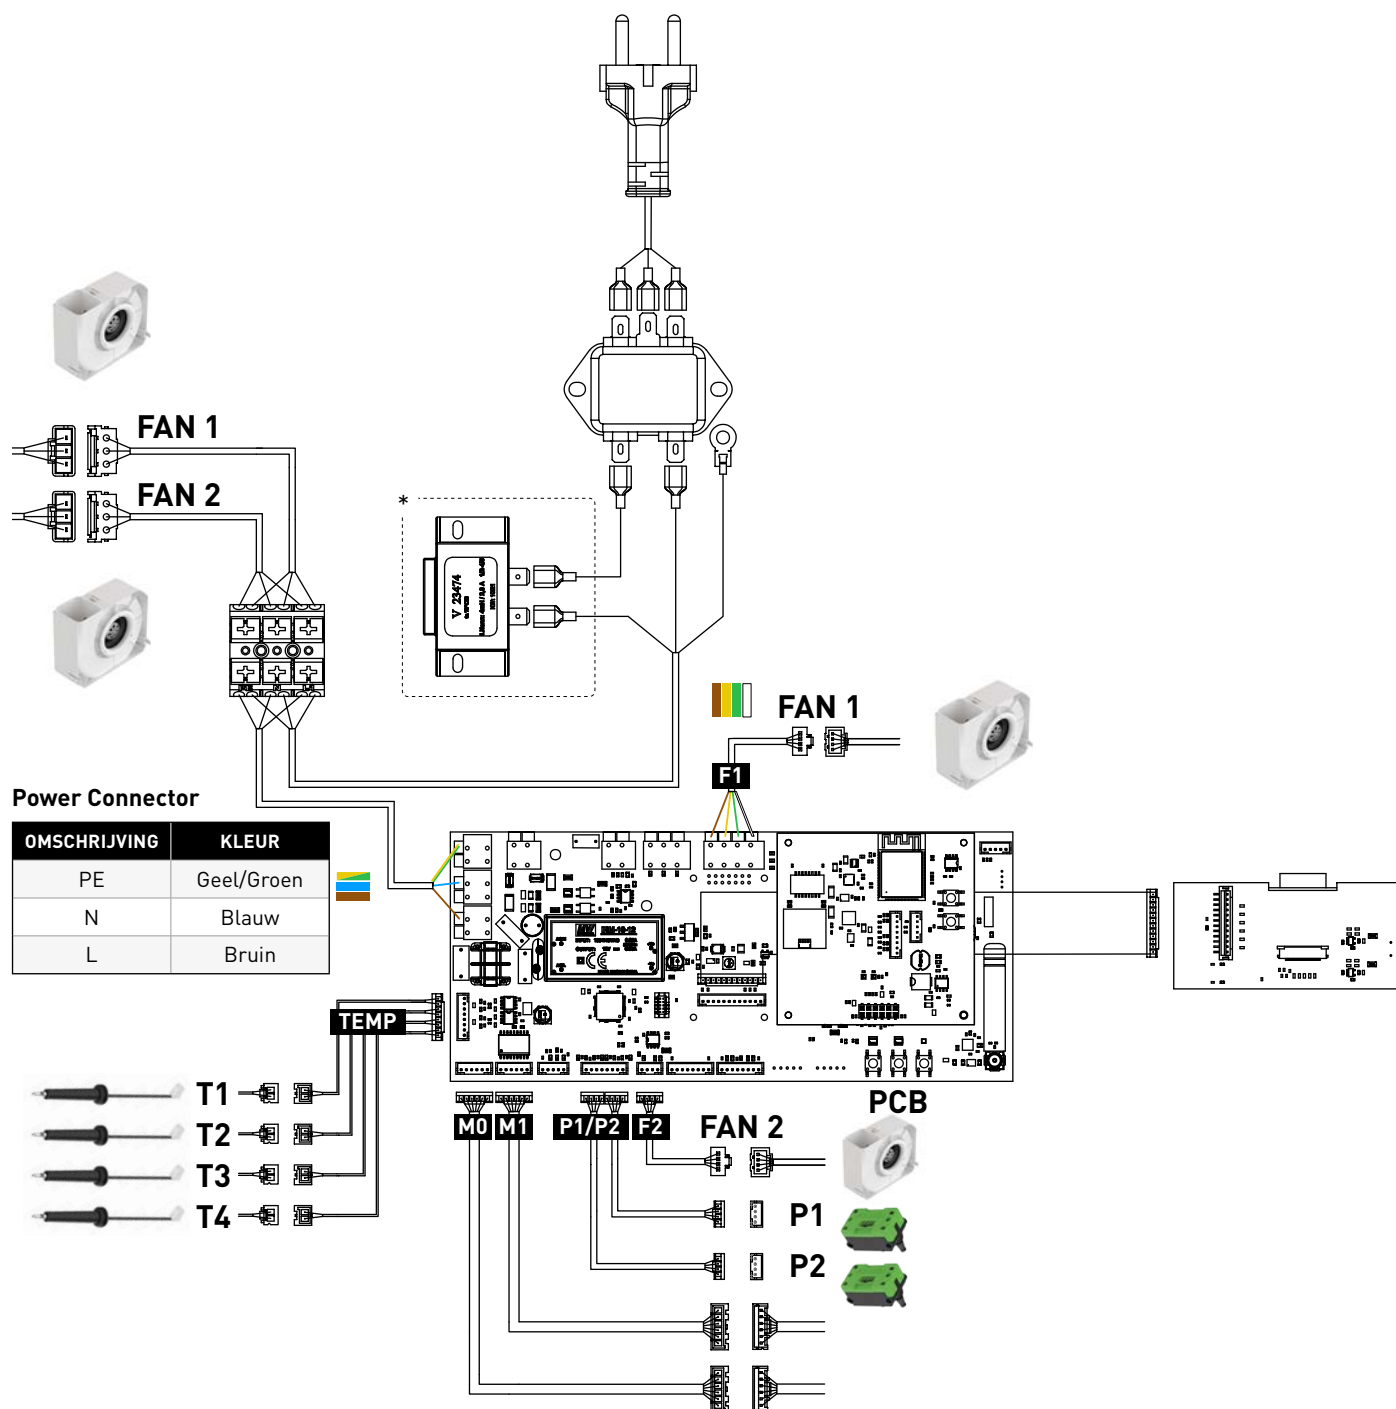 FAN 1
FAN 2
*
V 23474
FAN 1
F1
Power Connector
OMSCHRIJVING KLEUR
PE Geel/Groen
N Blauw
L Bruin
TEMP
T1
T2
T3
T4
M0 M1 P1/P2 F2
PCB
FAN 2
P1
P2